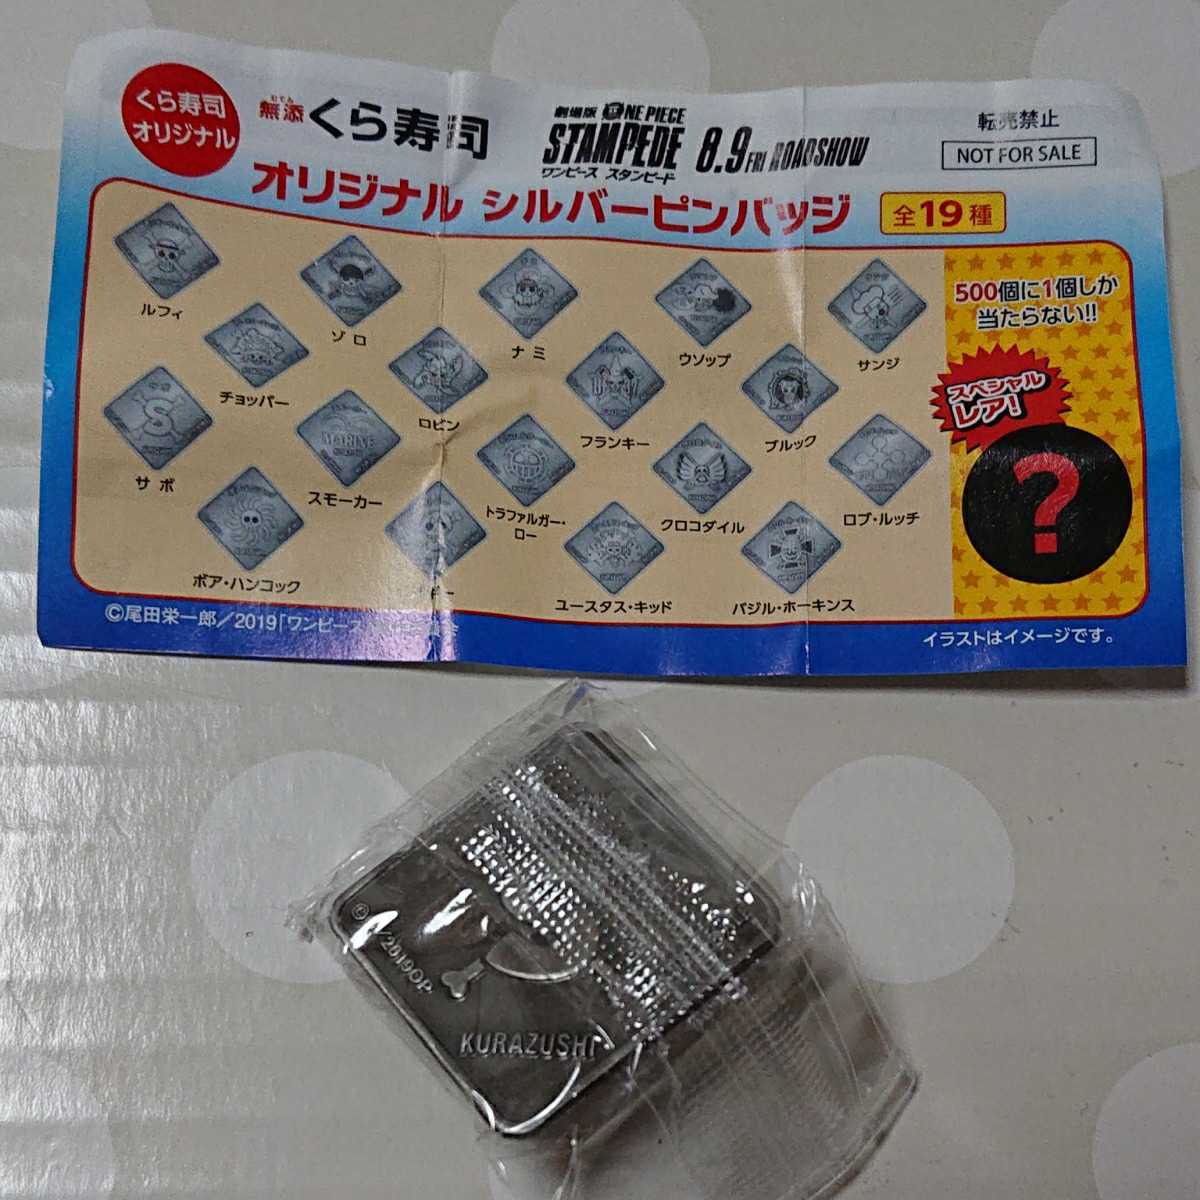 くら寿司
オリジナル
むてん
無添 くら寿司
劇場版 ONE PIECE
STAMPEDE
ワンピース スタンピード
8.9 FRI ROADSHOW
転売禁止
NOT FOR SALE
オリジナル シルバーピンバッジ 全19種
ルフィ
ゾロ
ナミ
ウソップ
サンジ
チョッパー
ロビン
フランキー
ブルック
サボ
スモーカー
MARINE
トラファルガー・
ロー
クロコダイル
ロブ・ルッチ
ボア・ハンコック
ユースタス・キッド
バジル・ホーキンス
500個に1個しか
当たらない!!
スペシャル
レア!
?
©尾田栄一郎/2019「ワンピース
イラストはイメージです。
©
/2019OP.
KURAZUSHI